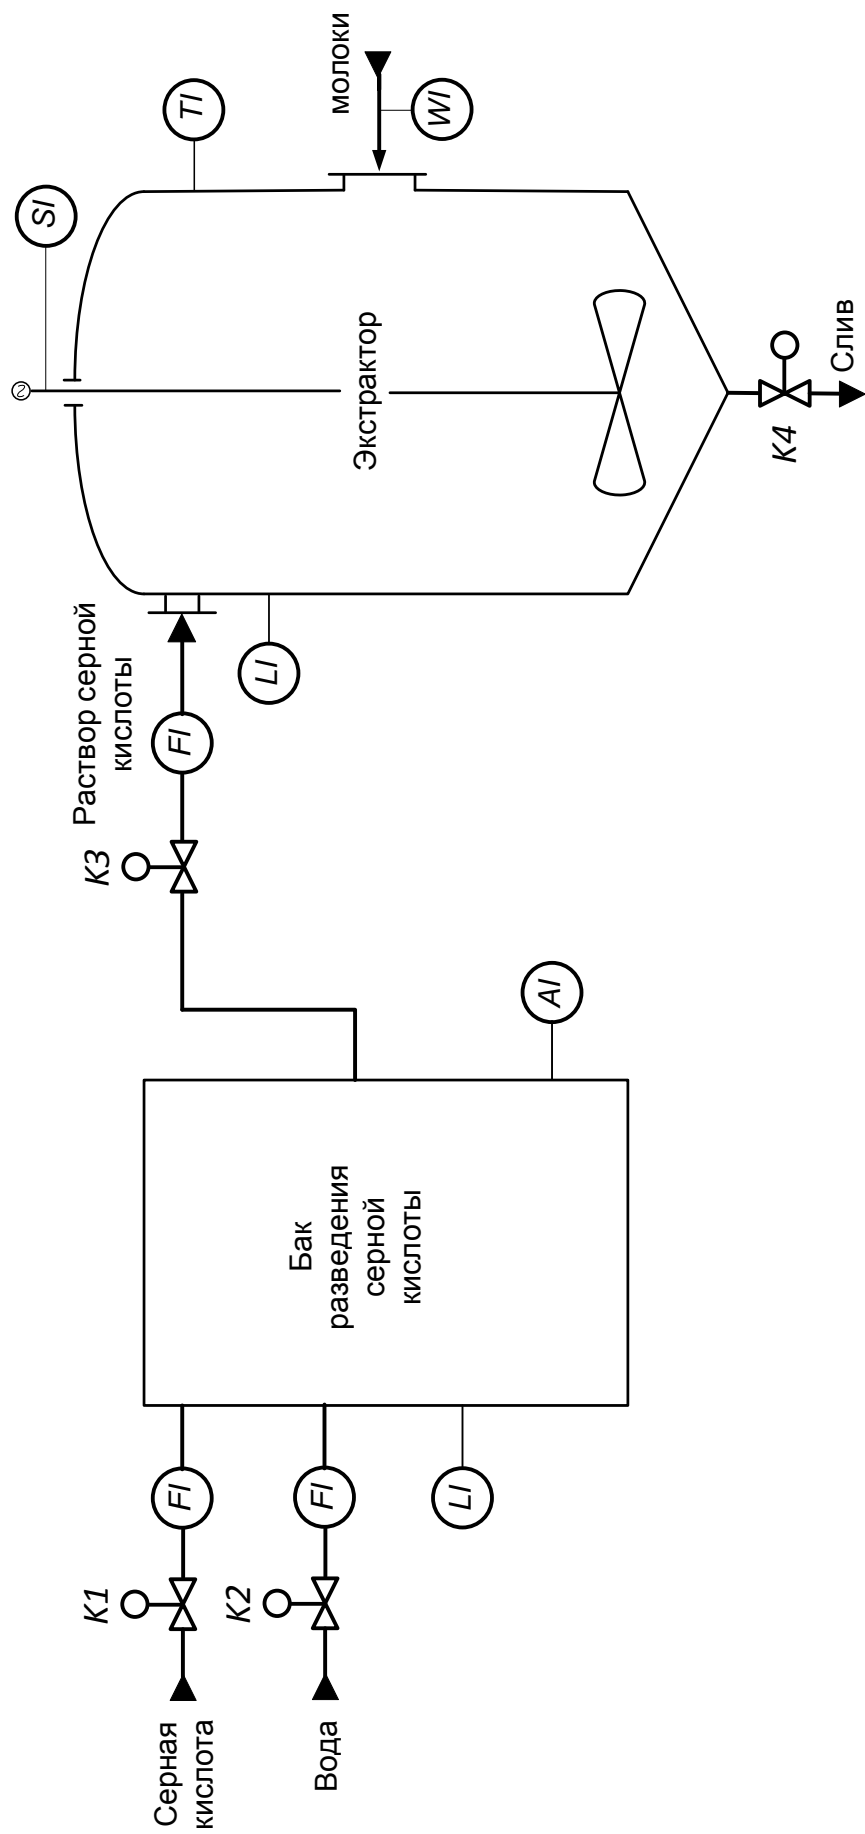 Серная
кислота
K1
FI
Вода
K2
FI
LI
Бак
разведения
серной
кислоты
AI
K3
FI
Раствор серной
кислоты
LI
Экстрактор
SI
TI
молоки
WI
K4
Слив